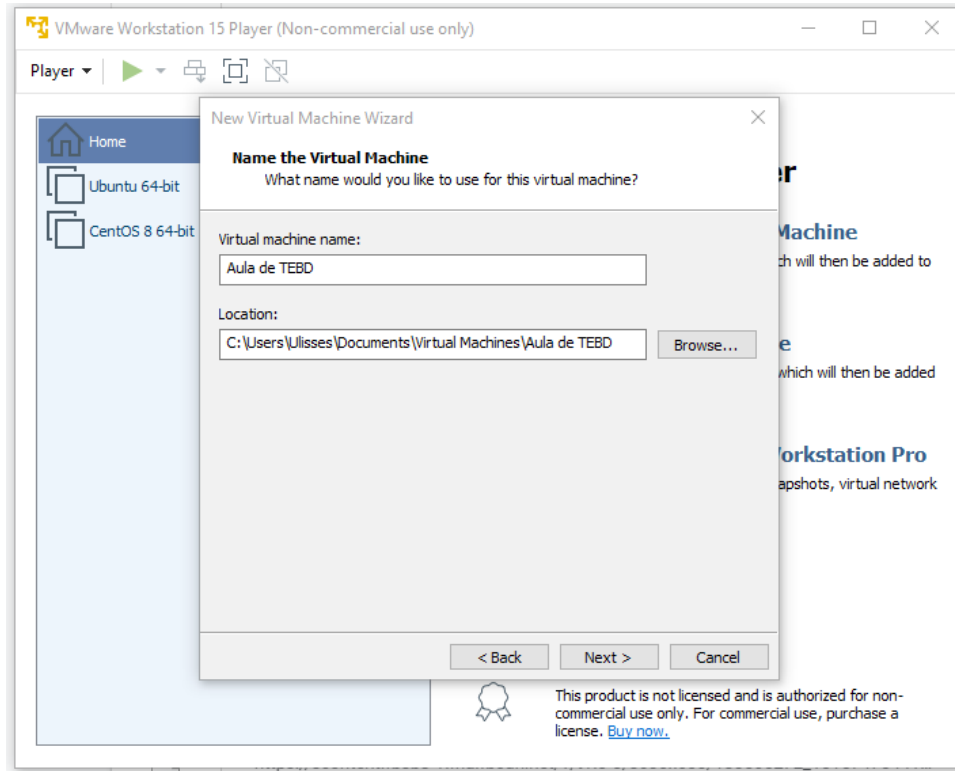 VMware Workstation 15 Player (Non-commercial use only)
Player
Home
Ubuntu 64-bit
CentOS 8 64-bit
New Virtual Machine Wizard
Name the Virtual Machine
What name would you like to use for this virtual machine?
Virtual machine name:
Aula de TEBD
Location:
C:\Users\Ulisses\Documents\Virtual Machines\Aula de TEBD
Browse...
< Back
Next >
Cancel
er
Machine
ch will then be added to
e
which will then be added
orkstation Pro
apshots, virtual network
This product is not licensed and is authorized for non-
commercial use only. For commercial use, purchase a
license. Buy now.